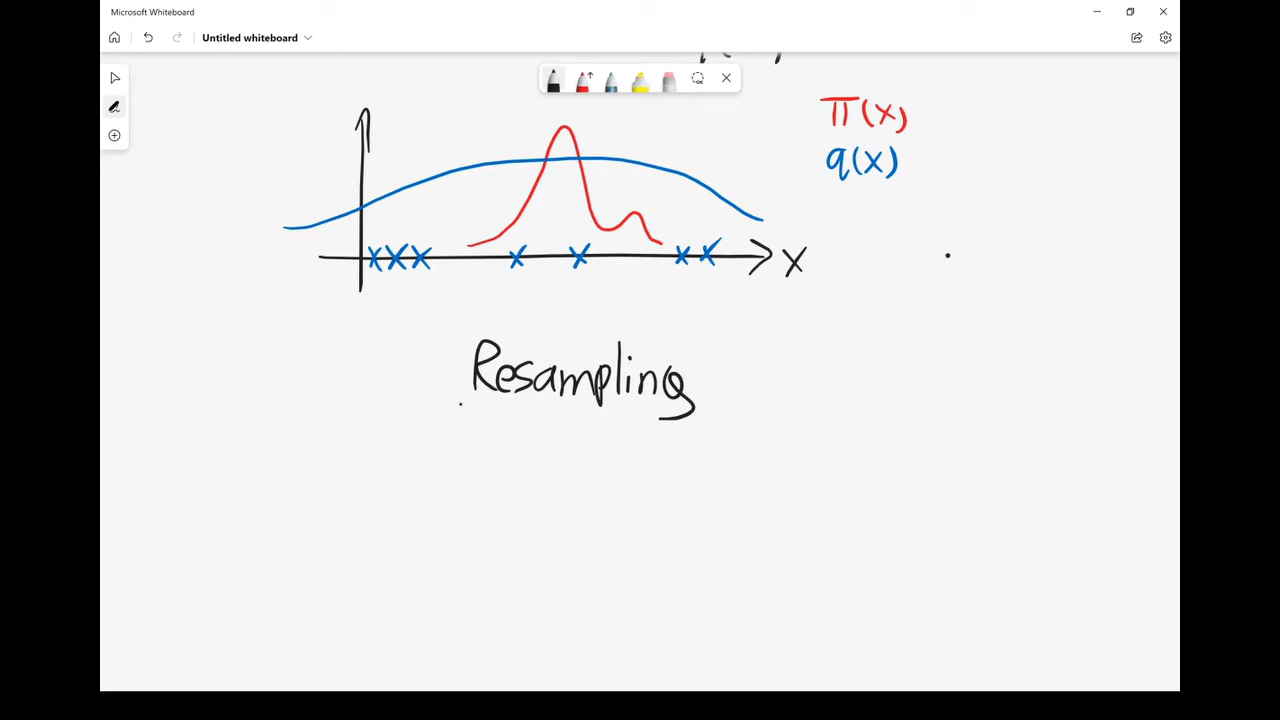 Microsoft Whiteboard
Untitled whiteboard
π(x)
q(x)
x
Resampling